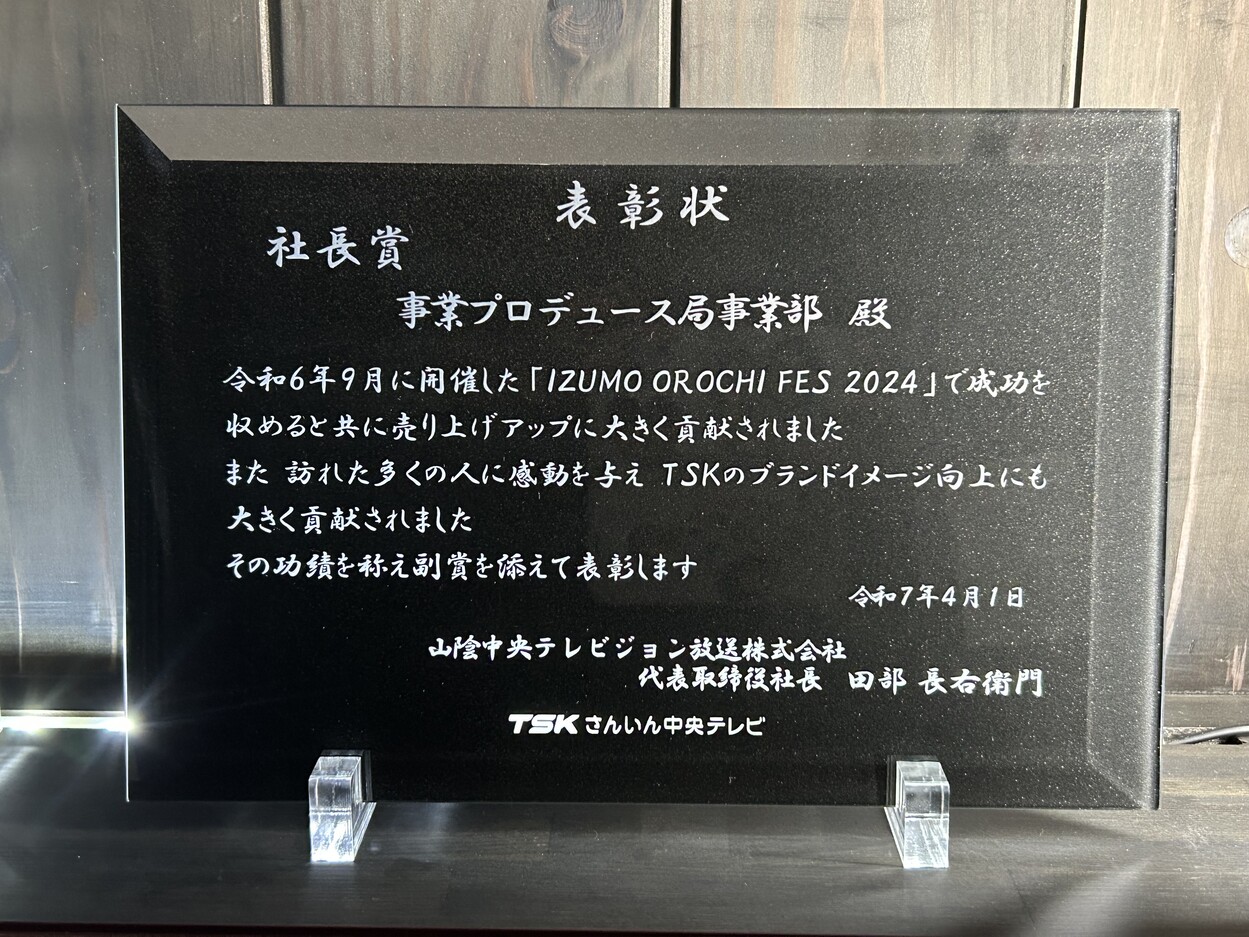 表彰状
社長賞
事業プロデュース局事業部 殿
令和6年9月に開催した「IZUMO OROCHI FES 2024」で成功を
収めると共に売り上げアップに大きく貢献されました
また 訪れた多くの人に感動を与え TSKのブランドイメージ向上にも
大きく貢献されました
その功績を称え副賞を添えて表彰します
令和7年4月1日
山陰中央テレビジョン放送株式会社
代表取締役社長 田部 長右衛門
TSK さんいん中央テレビ